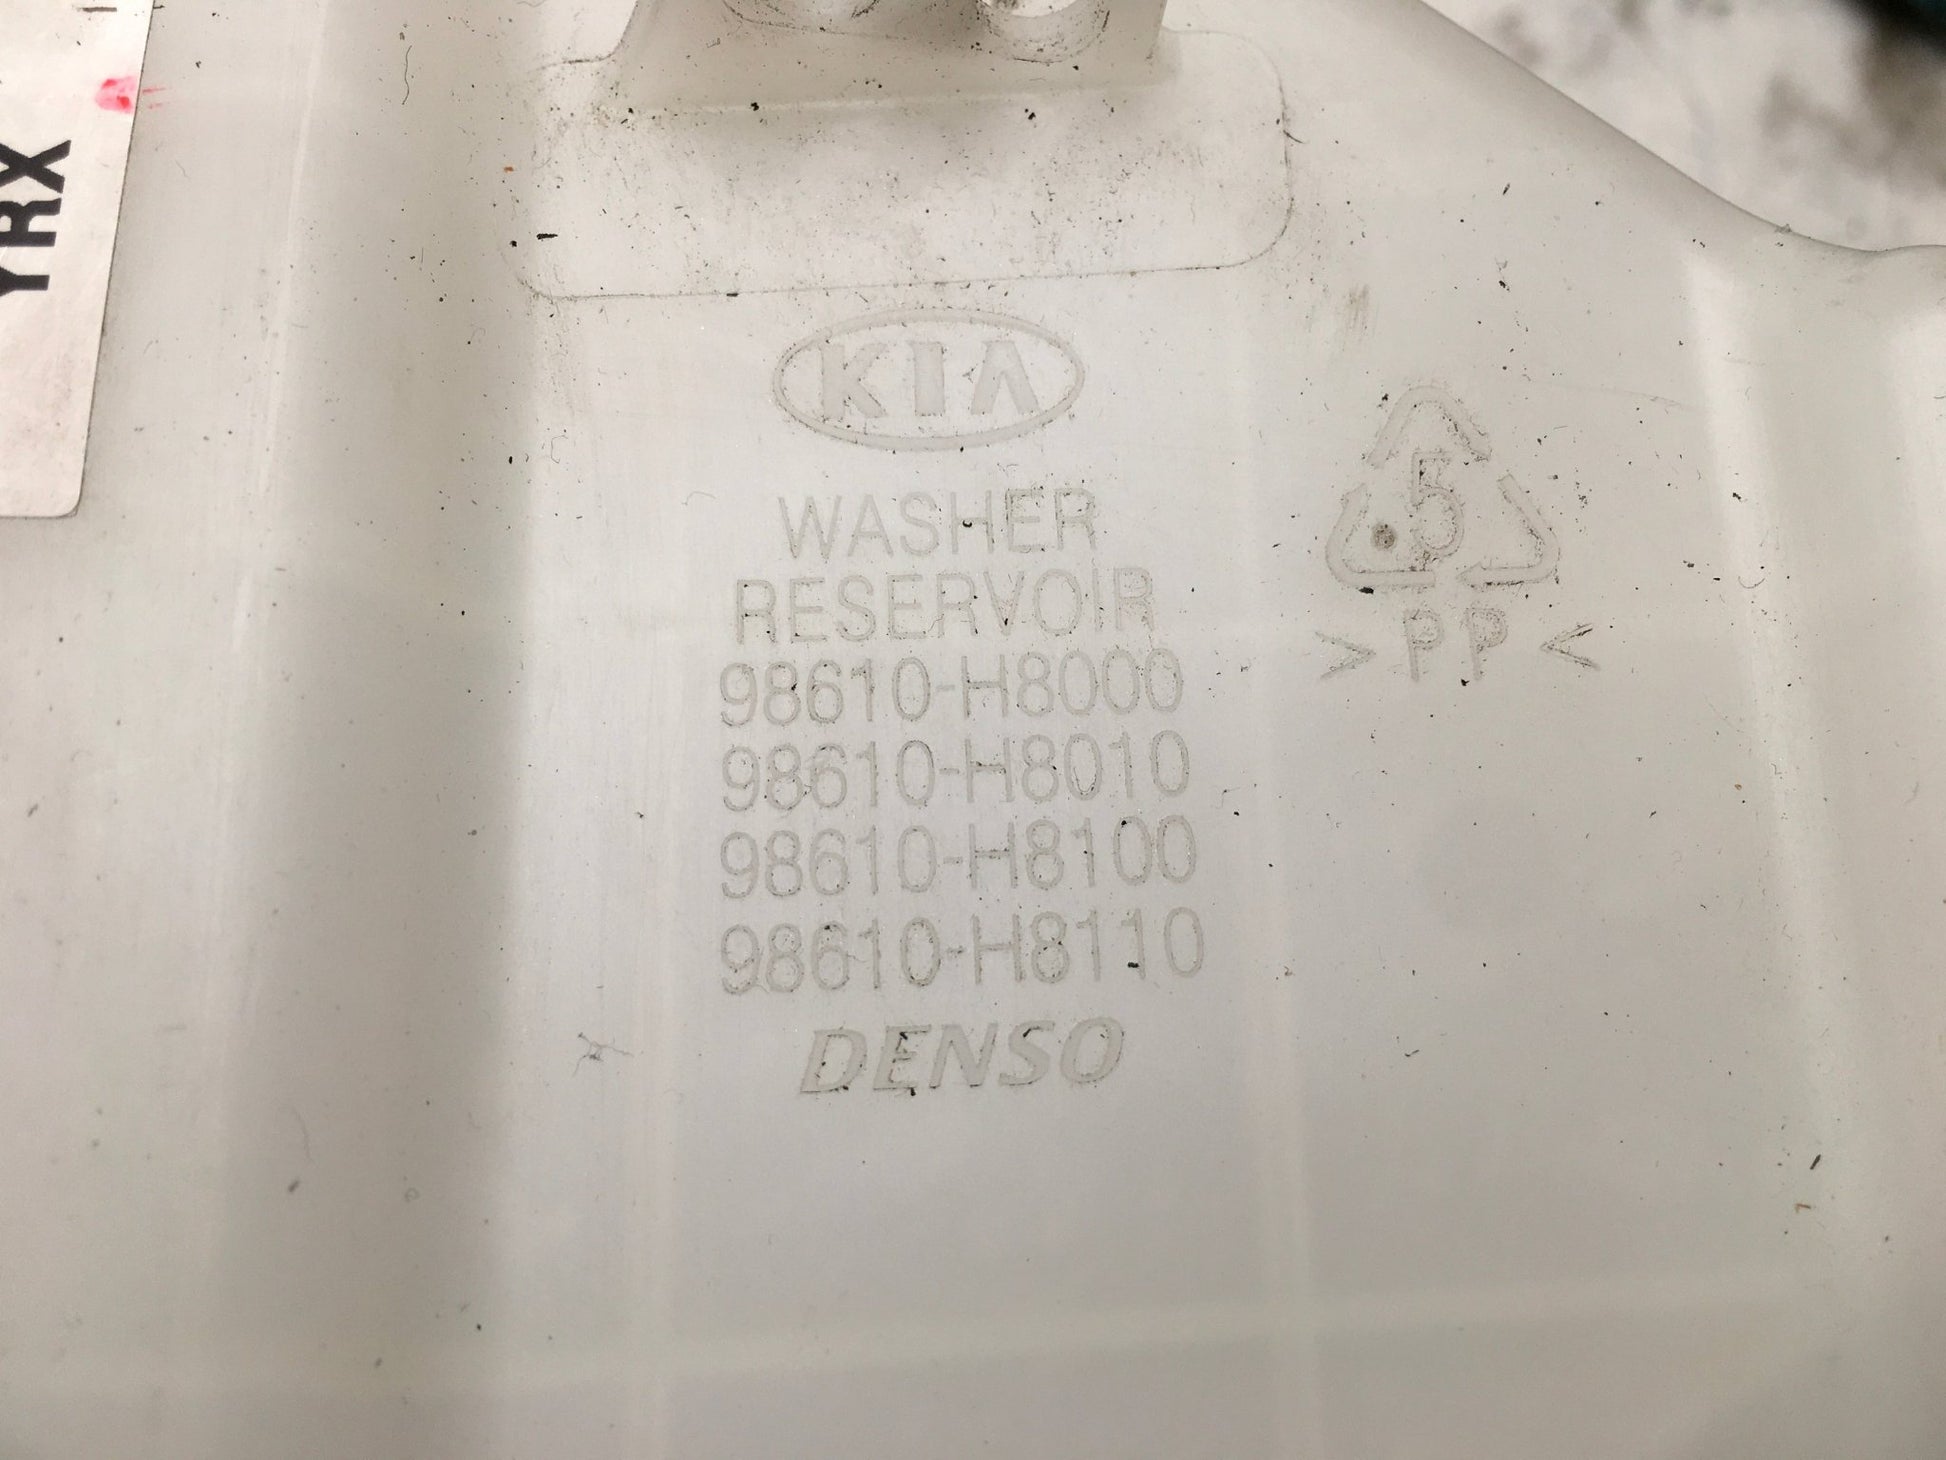 YRX
KIA
WASHER
RESERVOIR
98610-H8000
98610-H8010
98610-H8100
98610-H8110
DENSO
5
>PP<